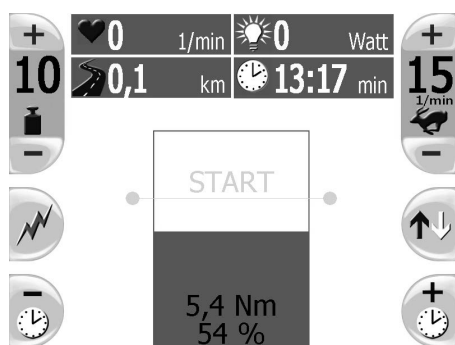 + 0 1/min 0 Watt +
10 0,1 km 13:17 min 15
1/min
− −
START
5,4 Nm
− 54 % +